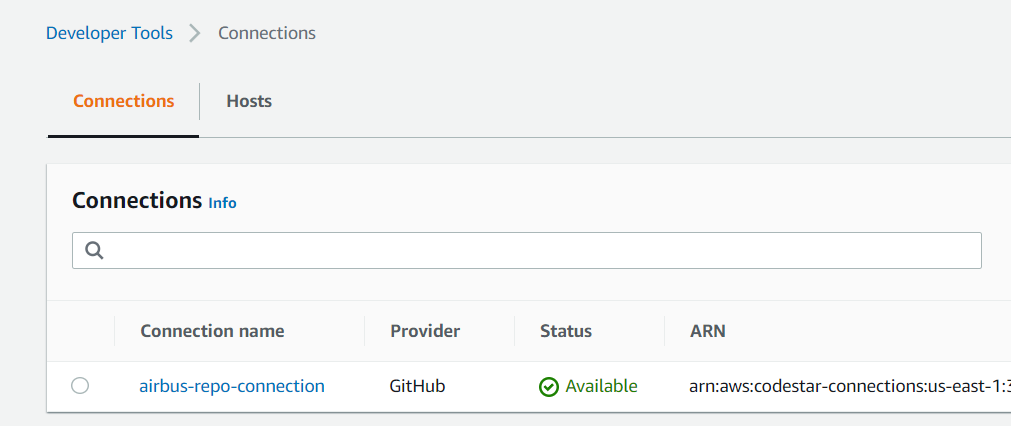 Developer Tools > Connections
Connections Hosts
Connections Info
Connection name Provider Status ARN
airbus-repo-connection GitHub Available arn:aws:codestar-connections:us-east-1:3